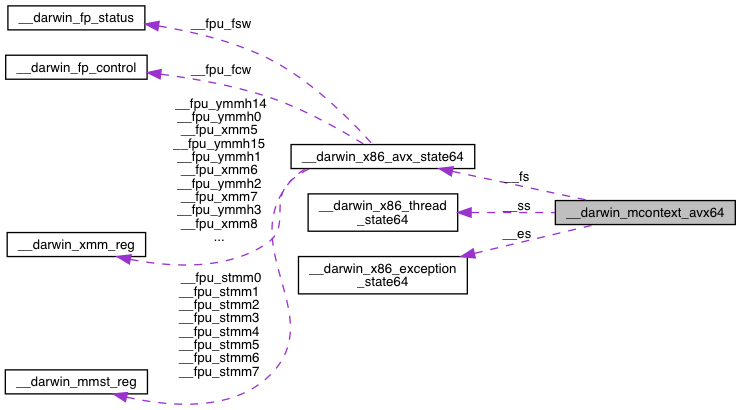 __darwin_fp_status
__fpu_fsw
__darwin_fp_control
__fpu_fcw
__fpu_ymmh14
__fpu_ymmh0
__fpu_xmm5
__fpu_ymmh15
__fpu_ymmh1
__fpu_xmm6
__fpu_ymmh2
__fpu_xmm7
__fpu_ymmh3
__fpu_xmm8
...
__darwin_x86_avx_state64
__fs
__darwin_x86_thread
_state64
__ss
__darwin_mcontext_avx64
__es
__darwin_xmm_reg
__darwin_x86_exception
_state64
__fpu_stmm0
__fpu_stmm1
__fpu_stmm2
__fpu_stmm3
__fpu_stmm4
__fpu_stmm5
__fpu_stmm6
__fpu_stmm7
__darwin_mmst_reg